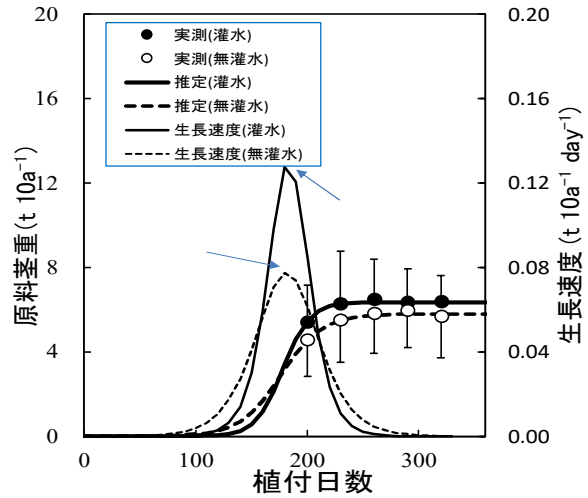 20
16
12
8
4
0
原料茎重(t 10a⁻¹)
実測(灌水)
実測(無灌水)
推定(灌水)
推定(無灌水)
生長速度(灌水)
生長速度(無灌水)
0.20
0.16
0.12
0.08
0.04
0.00
生長速度(t 10a⁻¹ day⁻¹)
0 100 200 300
植付日数